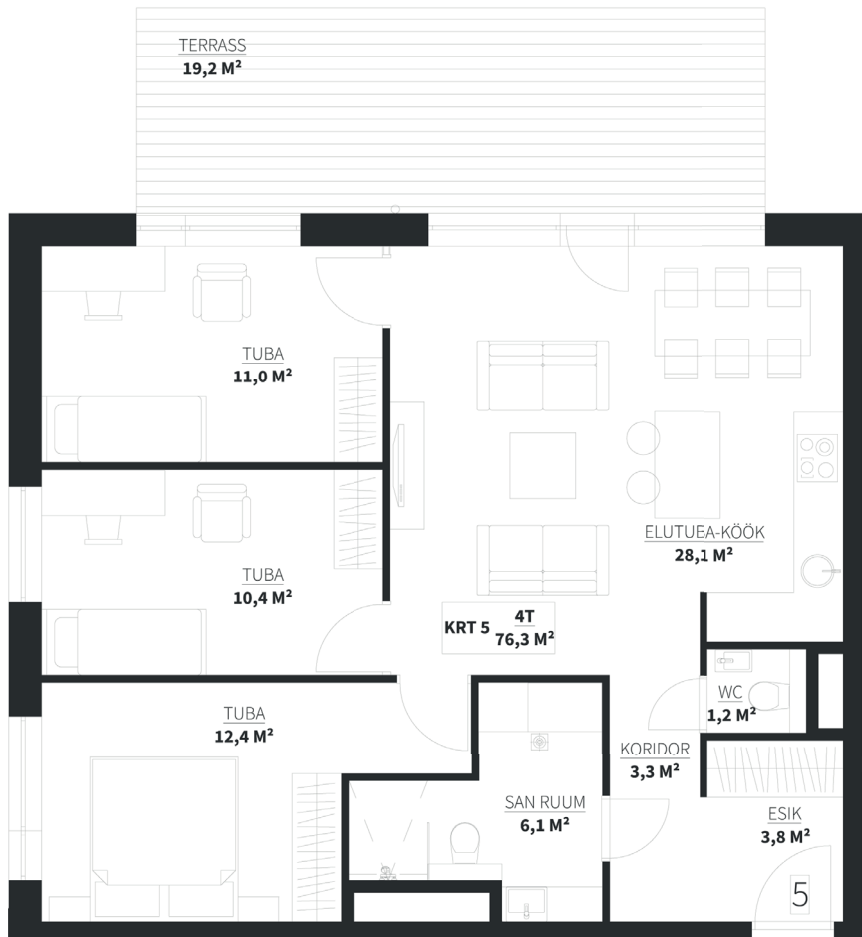 TERRASS
19,2 M²
TUBA
11,0 M²
TUBA
10,4 M²
ELUTUEA-KÖÖK
28,1 M²
KRT 5
4T
76,3 M²
TUBA
12,4 M²
WC
1,2 M²
KORIDOR
3,3 M²
SAN RUUM
6,1 M²
ESIK
3,8 M²
5